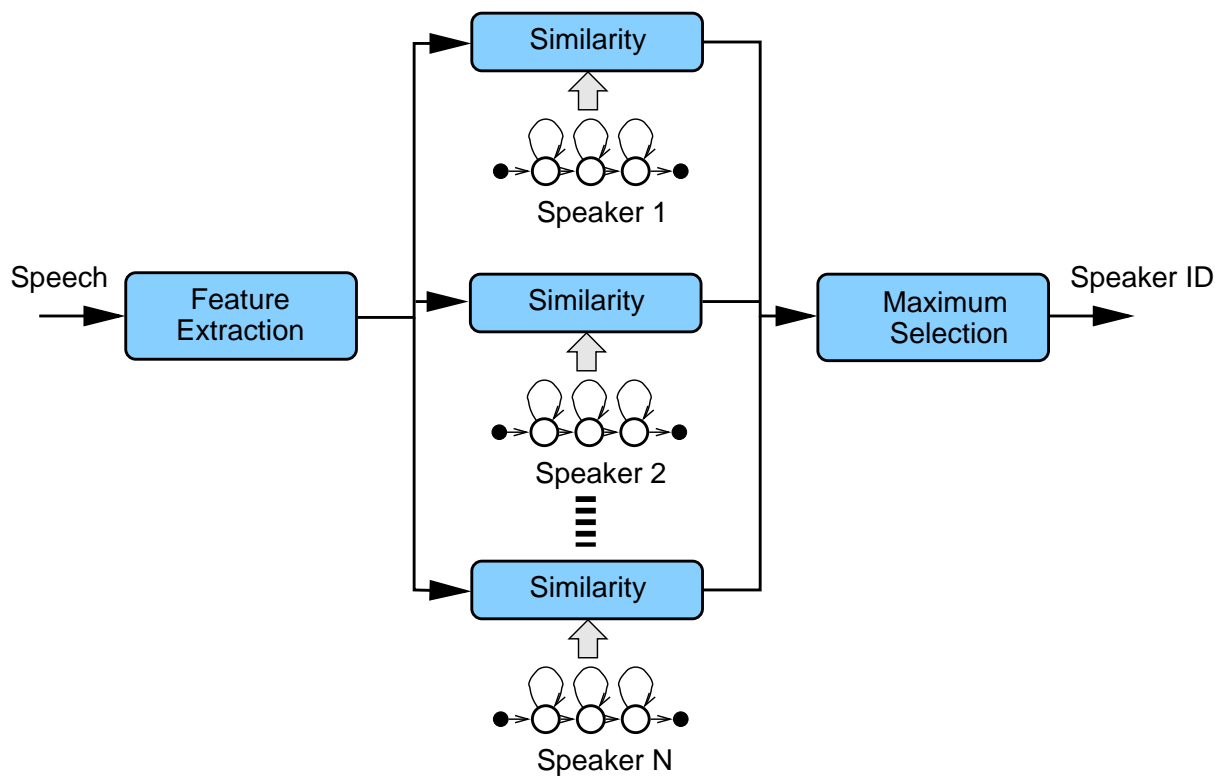 Similarity
Speaker 1
Speech
Feature
Extraction
Similarity
Speaker 2
Maximum
Selection
Speaker ID
Similarity
Speaker N